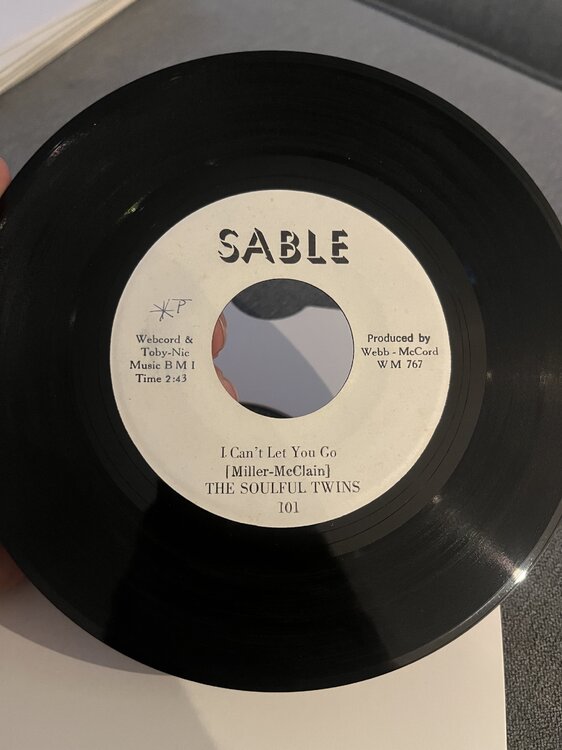 SABLE
*P
Webcord &
Toby-Nic
Music B M I
Time 2:43
Produced by
Webb - McCord
W M 767
I Can't Let You Go
[Miller-McClain]
THE SOULFUL TWINS
101